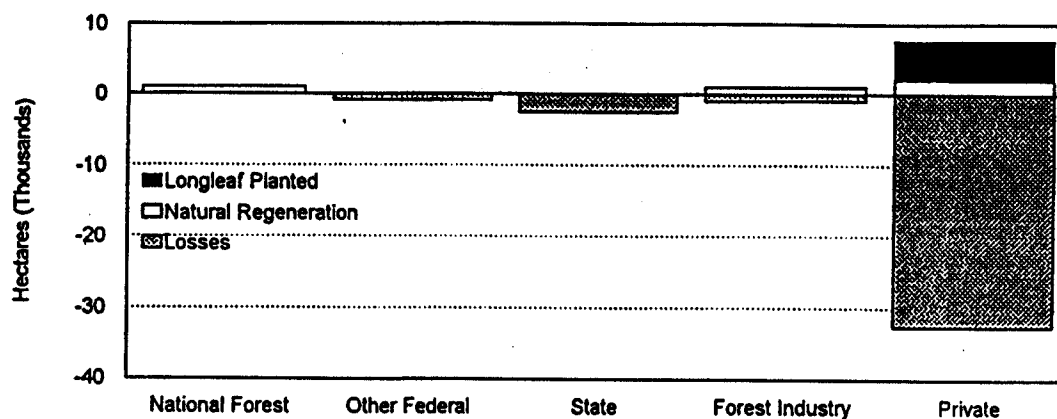 10
0
-10
-20
-30
-40
Hectares (Thousands)
Longleaf Planted
Natural Regeneration
Losses
National Forest
Other Federal
State
Forest Industry
Private